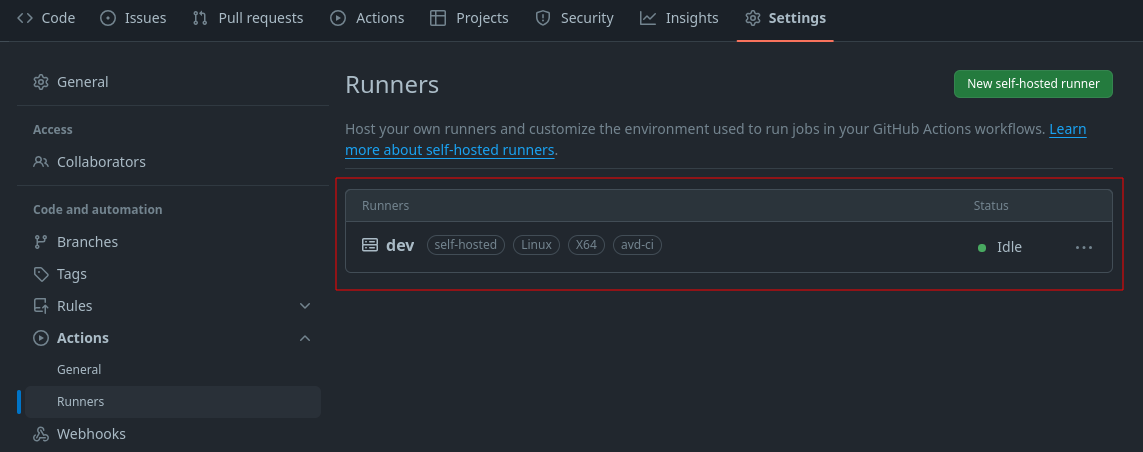 Code Issues Pull requests Actions Projects Security Insights Settings
General
Access
Collaborators
Code and automation
Branches
Tags
Rules
Actions
General
Runners
Webhooks
Runners
New self-hosted runner
Host your own runners and customize the environment used to run jobs in your GitHub Actions workflows. Learn
more about self-hosted runners.
Runners Status
dev self-hosted Linux X64 avd-ci Idle ...